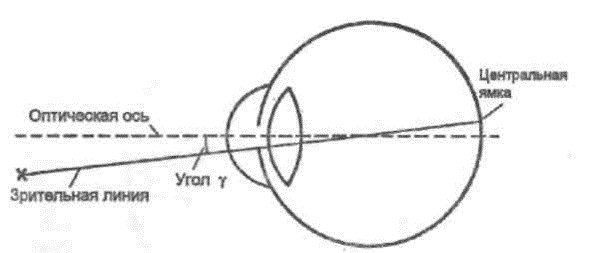 Центральная
ямка
Оптическая ось
Угол γ
Зрительная линия